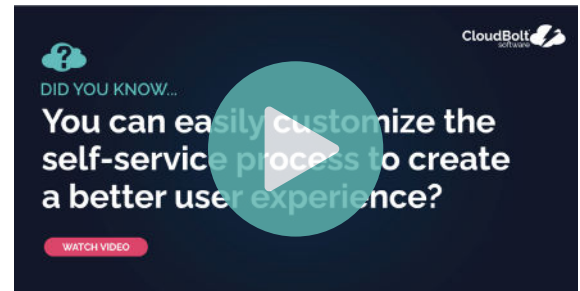 CloudBolt
software
DID YOU KNOW...
You can easily customize the
self-service process to create
a better user experience?
WATCH VIDEO